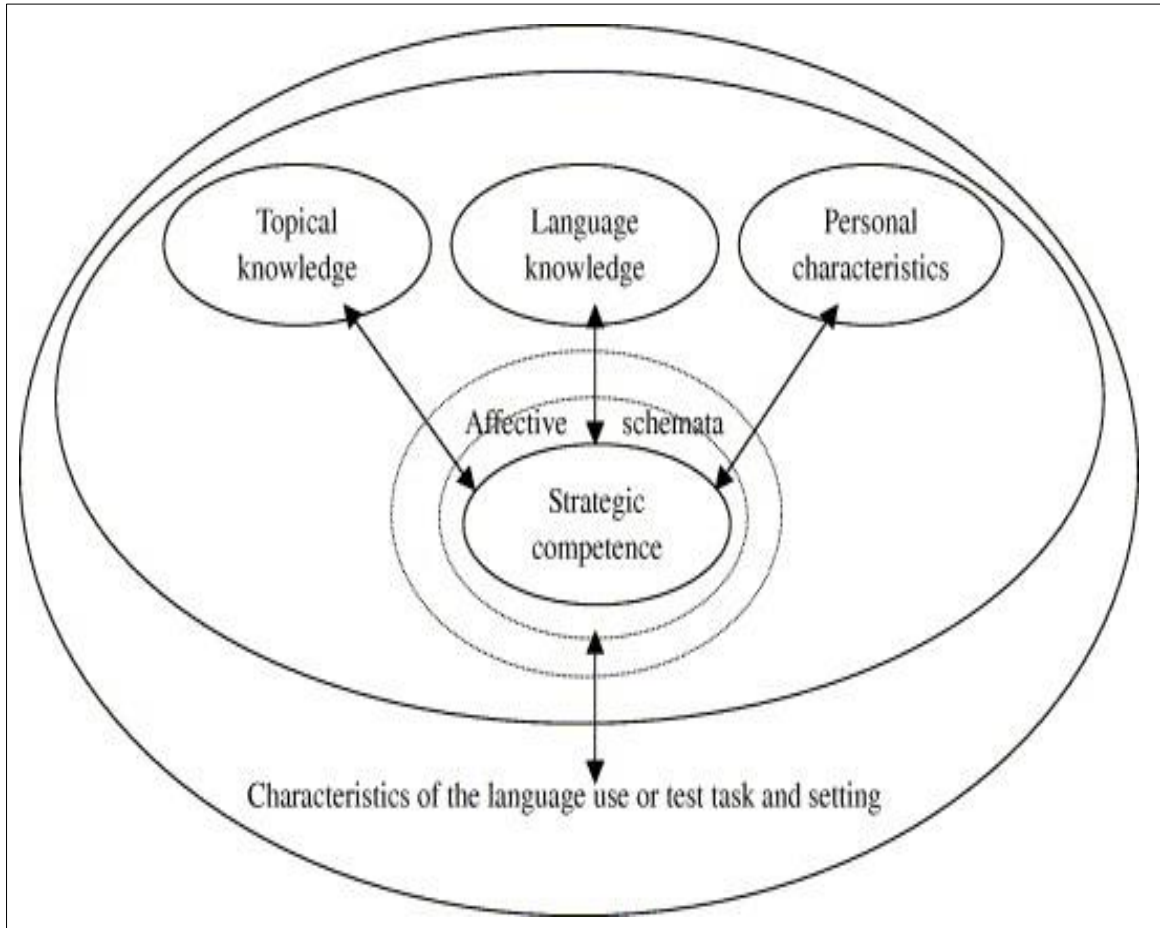 Topical
knowledge
Language
knowledge
Personal
characteristics
Affective schemata
Strategic
competence
Characteristics of the language use or test task and setting